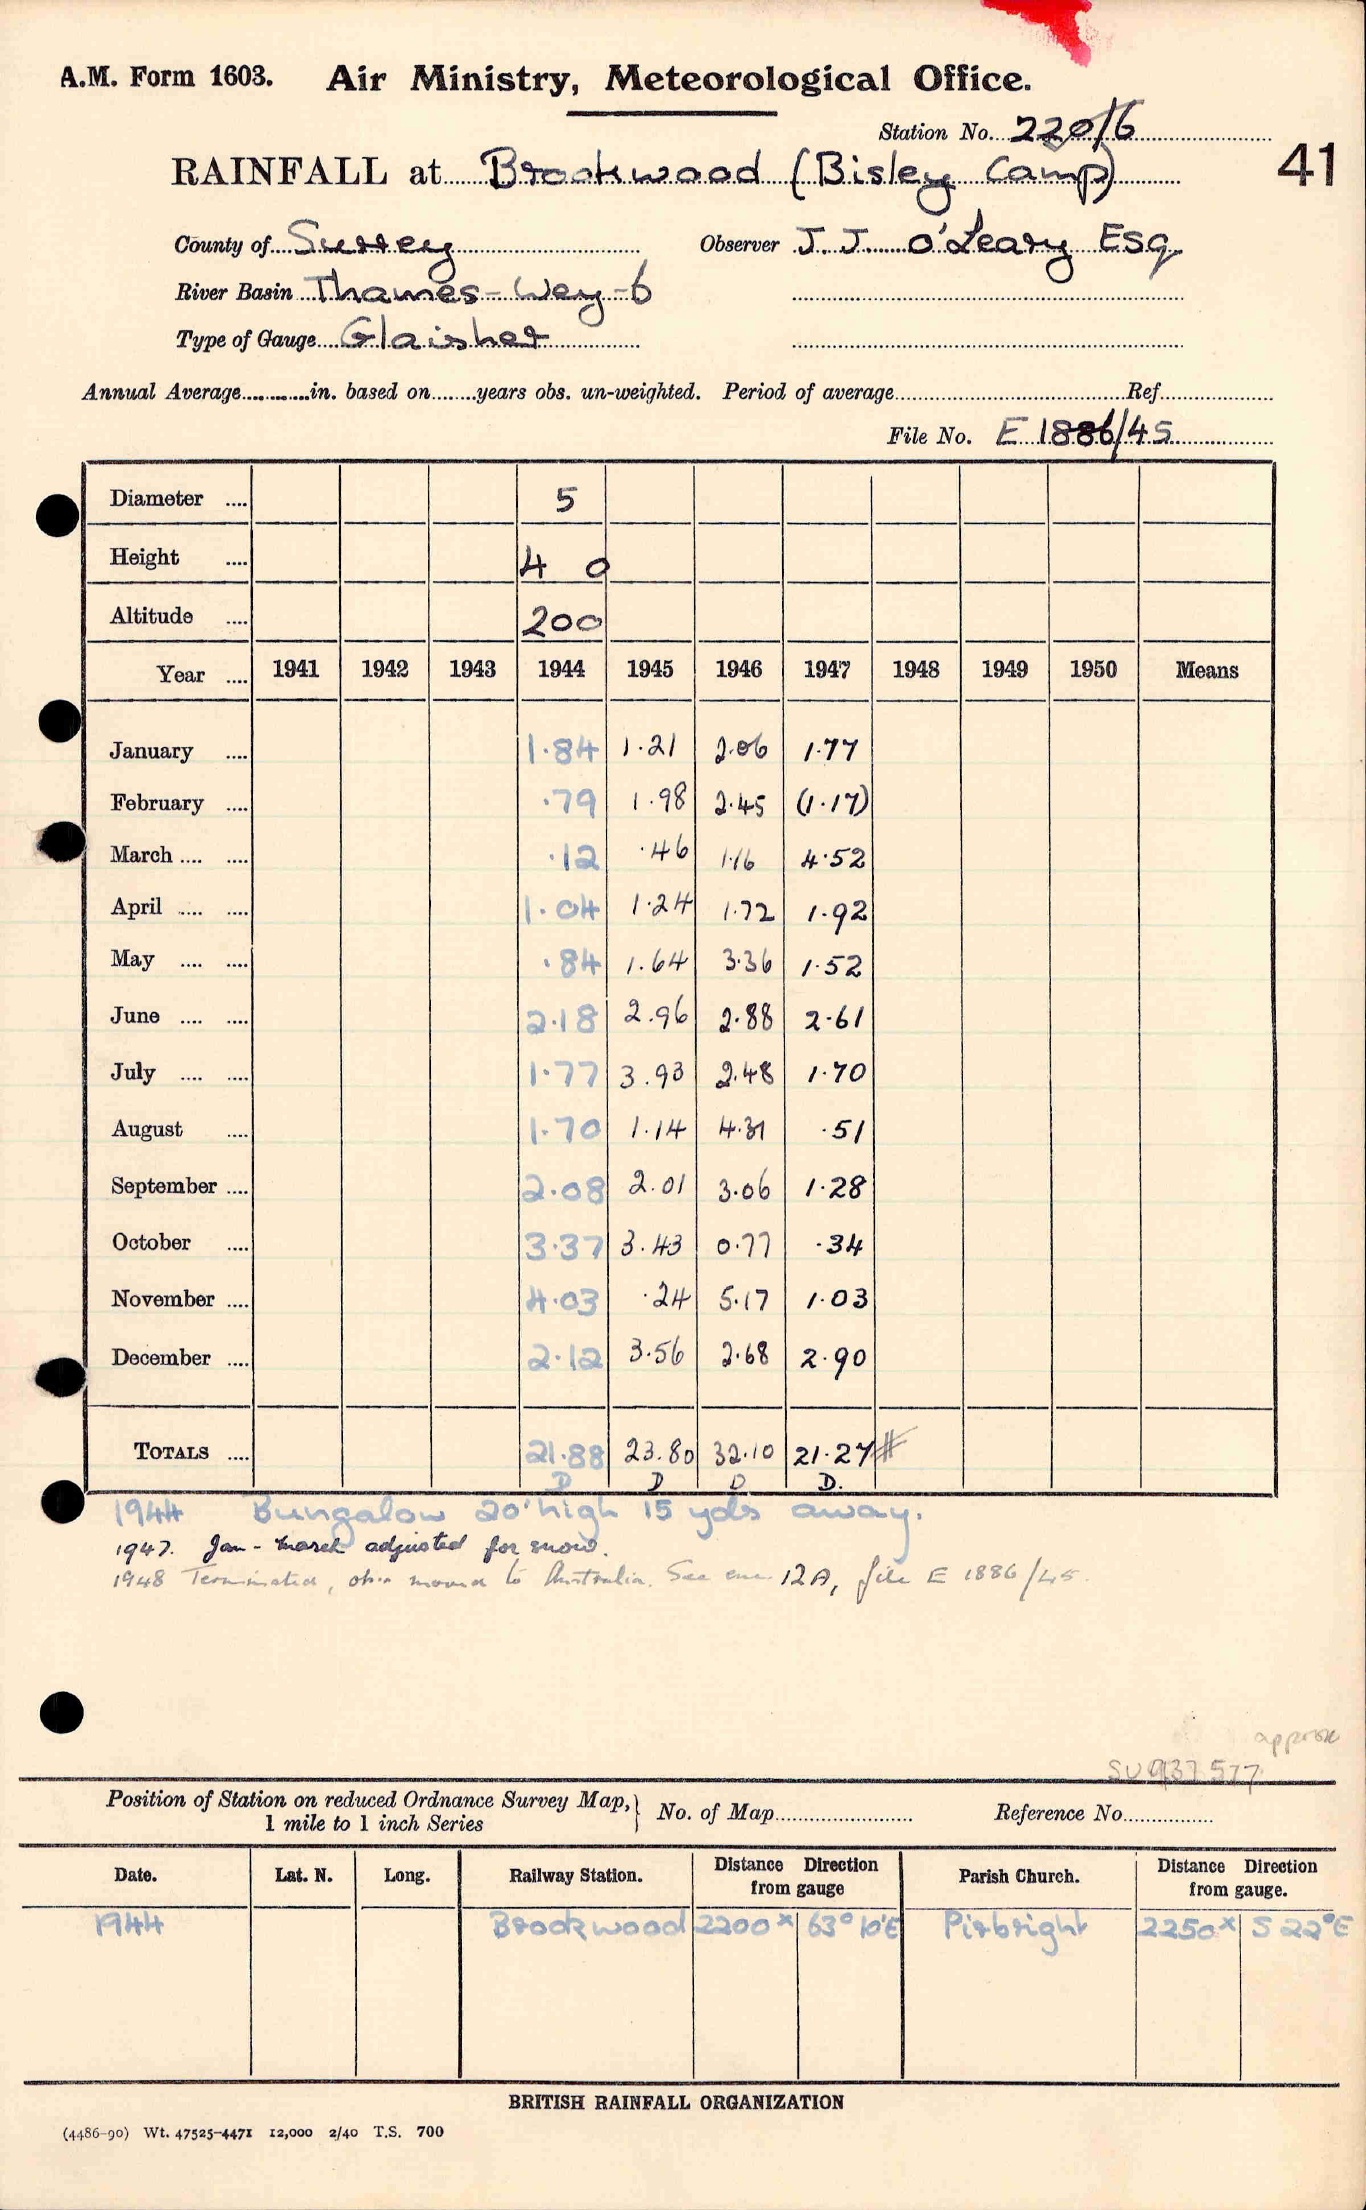 A.M. Form 1603. Air Ministry, Meteorological Office.
Station No. 220/6
41
RAINFALL at Brookwood (Bisley Camp)
County of Surrey Observer J. J. O'Leary Esq
River Basin Thames-Wey-6
Type of Gauge Glaisher
Annual Average............in. based on........years obs. un-weighted. Period of average........ Ref........
File No. E 1886/45
Diameter .... 5
Height .... 4 0
Altitude .... 200
Year .... 1941 1942 1943 1944 1945 1946 1947 1948 1949 1950 Means
January .... 1.84 1.21 2.06 1.77
February .... .79 1.98 2.45 (1.17)
March .... .... .12 .46 1.16 4.52
April .... .... 1.04 1.24 1.72 1.92
May .... .... .84 1.64 3.36 1.52
June .... .... 2.18 2.96 2.88 2.61
July .... .... 1.77 3.93 2.48 1.70
August .... 1.70 1.14 4.31 .51
September .... 2.08 2.01 3.06 1.28
October .... 3.37 3.43 0.77 .34
November .... 4.03 .24 5.17 1.03
December .... 2.12 3.56 2.68 2.90
TOTALS .... 21.88 23.80 32.10 21.27 #
D D D D.
1944 Bungalow 20' high 15 yds away.
1947. Jan - March adjusted for snow.
1948 Terminated, obsr moved to Australia. See enc. 12A, file E 1886/45.
approx
SU 937 577
Position of Station on reduced Ordnance Survey Map, 1 mile to 1 inch Series } No. of Map........ Reference No........
Date. Lat. N. Long. Railway Station. Distance Direction from gauge Parish Church. Distance Direction from gauge.
1944 Brookwood 2200x 63° 10'E Pirbright 2250x S 22°E
BRITISH RAINFALL ORGANIZATION
(4486-90) Wt. 47525-4471 12,000 2/40 T.S. 700